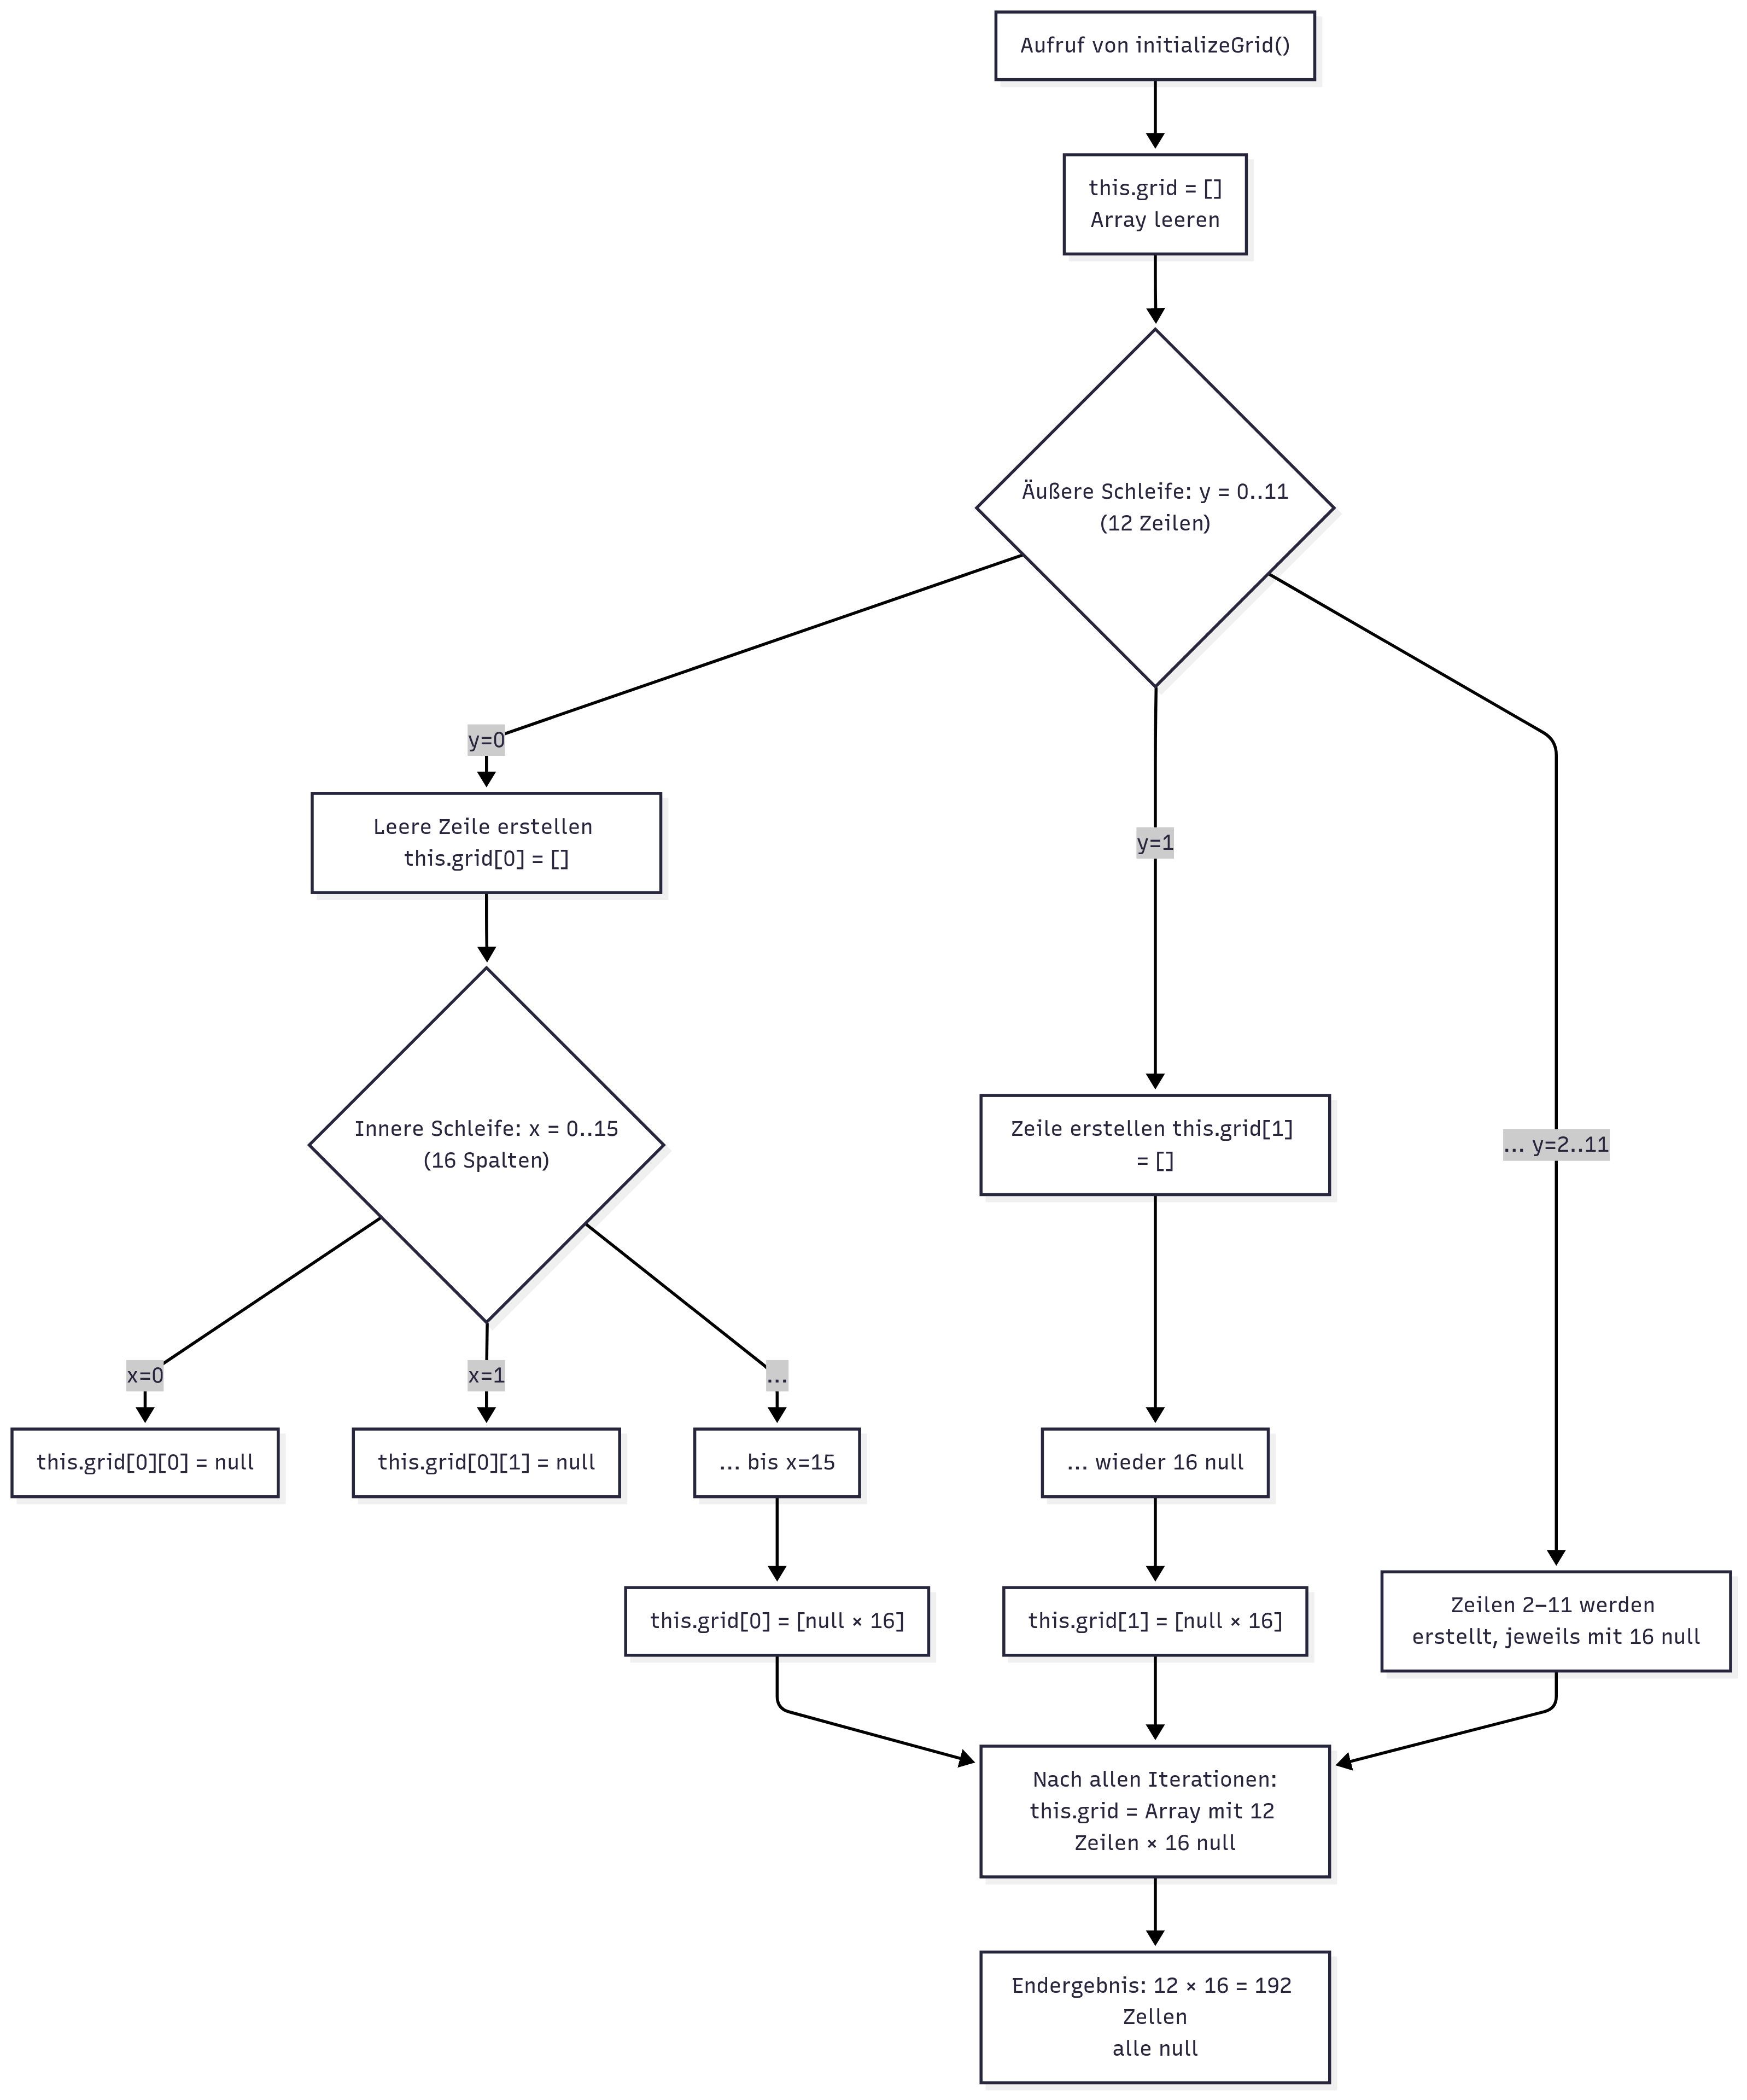 Aufruf von initializeGrid()
this.grid = []
Array leeren
Äußere Schleife: y = 0..11
(12 Zeilen)
y=0
Leere Zeile erstellen
this.grid[0] = []
y=1
Innere Schleife: x = 0..15
(16 Spalten)
Zeile erstellen this.grid[1]
= []
... y=2..11
x=0
x=1
...
this.grid[0][0] = null
this.grid[0][1] = null
... bis x=15
... wieder 16 null
this.grid[0] = [null × 16]
this.grid[1] = [null × 16]
Zeilen 2–11 werden
erstellt, jeweils mit 16 null
Nach allen Iterationen:
this.grid = Array mit 12
Zeilen × 16 null
Endergebnis: 12 × 16 = 192
Zellen
alle null